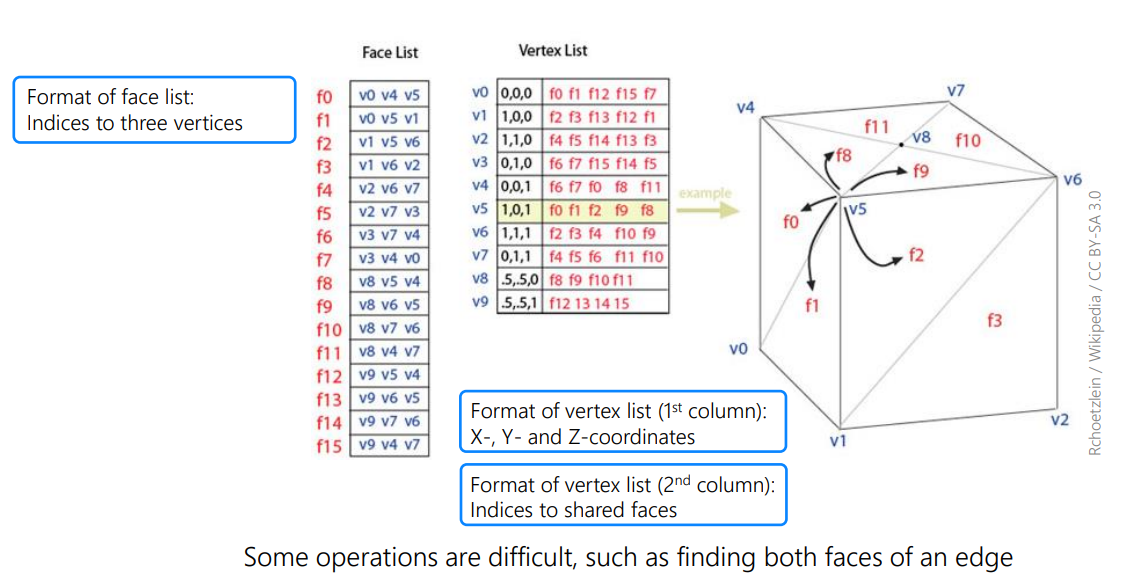 Face List
Vertex List
Format of face list:
Indices to three vertices
f0 v0 v4 v5
f1 v0 v5 v1
f2 v1 v5 v6
f3 v1 v6 v2
f4 v2 v6 v7
f5 v2 v7 v3
f6 v3 v7 v4
f7 v3 v4 v0
f8 v8 v5 v4
f9 v8 v6 v5
f10 v8 v7 v6
f11 v8 v4 v7
f12 v9 v5 v4
f13 v9 v6 v5
f14 v9 v7 v6
f15 v9 v4 v7
v0 0,0,0 f0 f1 f12 f15 f7
v1 1,0,0 f2 f3 f13 f12 f1
v2 1,1,0 f4 f5 f14 f13 f3
v3 0,1,0 f6 f7 f15 f14 f5
v4 0,0,1 f6 f7 f0 f8 f11
v5 1,0,1 f0 f1 f2 f9 f8
v6 1,1,1 f2 f3 f4 f10 f9
v7 0,1,1 f4 f5 f6 f11 f10
v8 .5,.5,0 f8 f9 f10 f11
v9 .5,.5,1 f12 13 14 15
example
v7
v4
f11
v8
f10
f8
f9
v6
v5
f0
f2
f1
f3
v0
v2
v1
Rchoetzlein / Wikipedia / CC BY-SA 3.0
Format of vertex list (1st column):
X-, Y- and Z-coordinates
Format of vertex list (2nd column):
Indices to shared faces
Some operations are difficult, such as finding both faces of an edge